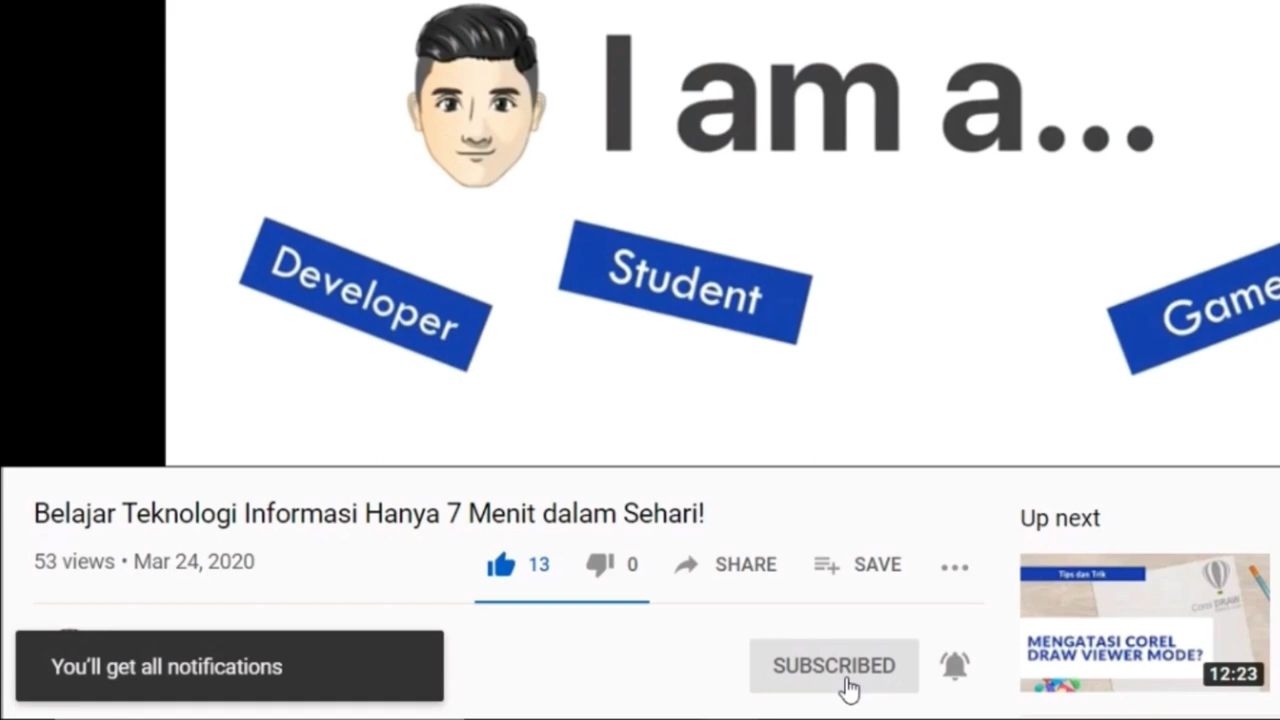 I am a...
Developer
Student
Game
Belajar Teknologi Informasi Hanya 7 Menit dalam Sehari!
53 views • Mar 24, 2020
13
0
SHARE
SAVE
Up next
Tips dan Trik
Corel DRAW
MENGATASI COREL
DRAW VIEWER MODE?
12:23
You'll get all notifications
SUBSCRIBED